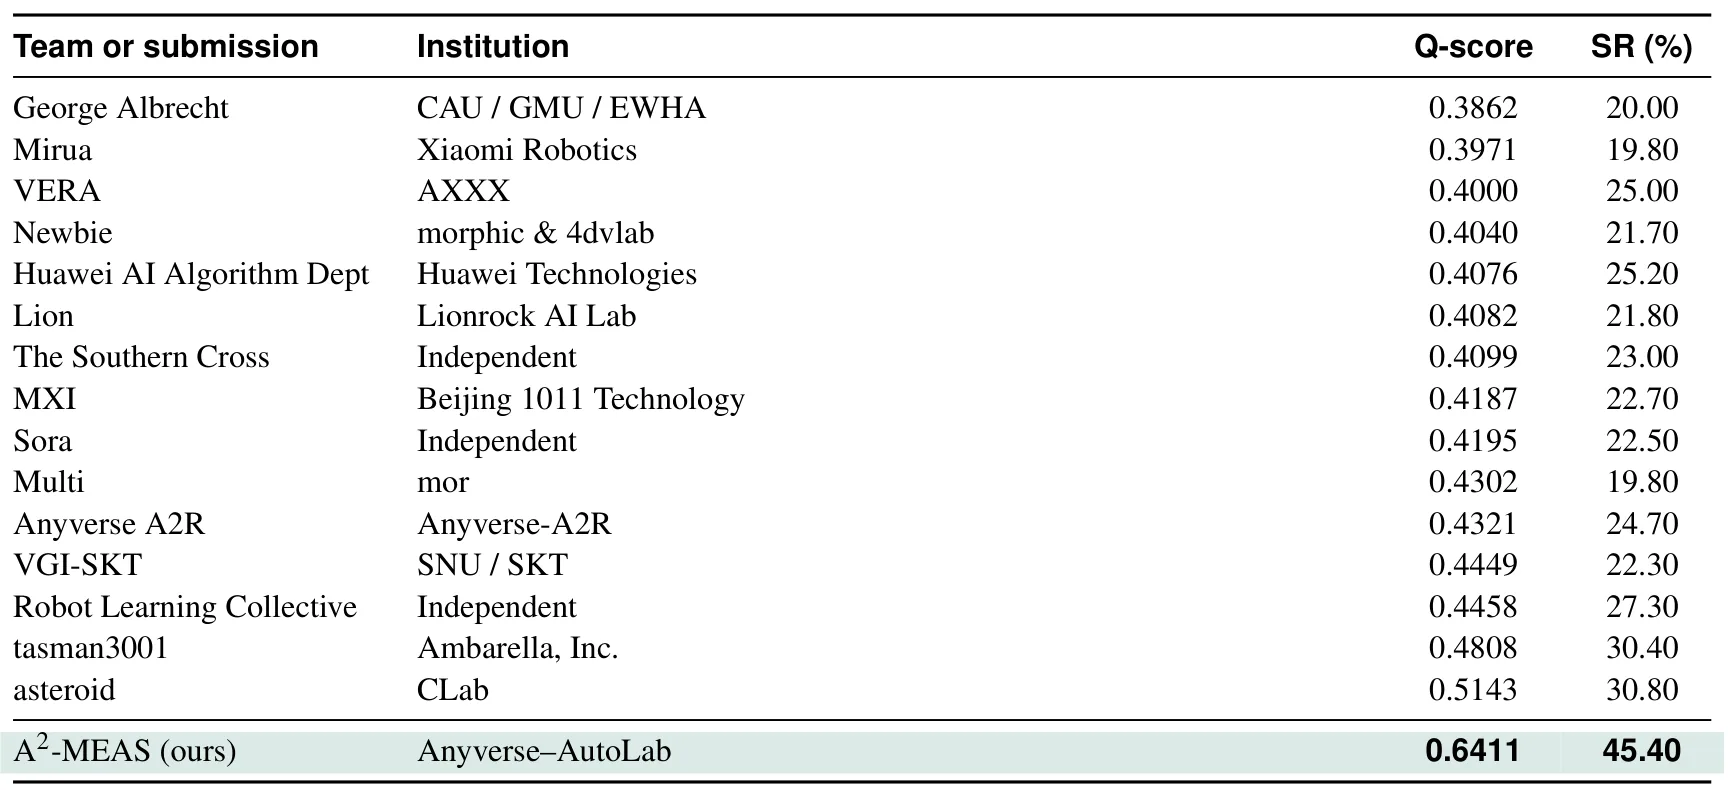 Team or submission Institution Q-score SR (%)
George Albrecht CAU / GMU / EWHA 0.3862 20.00
Mirua Xiaomi Robotics 0.3971 19.80
VERA AXXX 0.4000 25.00
Newbie morphic & 4dvlab 0.4040 21.70
Huawei AI Algorithm Dept Huawei Technologies 0.4076 25.20
Lion Lionrock AI Lab 0.4082 21.80
The Southern Cross Independent 0.4099 23.00
MXI Beijing 1011 Technology 0.4187 22.70
Sora Independent 0.4195 22.50
Multi mor 0.4302 19.80
Anyverse A2R Anyverse-A2R 0.4321 24.70
VGI-SKT SNU / SKT 0.4449 22.30
Robot Learning Collective Independent 0.4458 27.30
tasman3001 Ambarella, Inc. 0.4808 30.40
asteroid CLab 0.5143 30.80
A²-MEAS (ours) Anyverse–AutoLab 0.6411 45.40